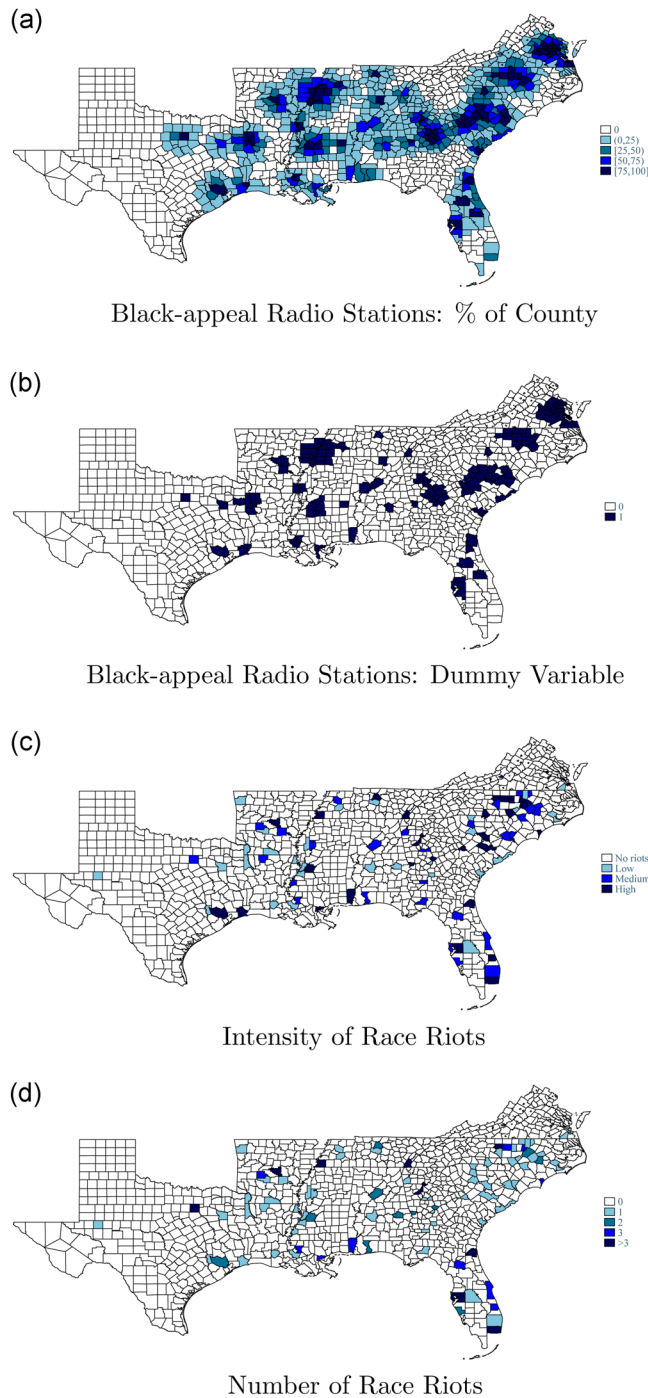 (a)
0
(0,25)
[25,50)
[50,75)
[75,100]
Black-appeal Radio Stations: % of County
(b)
0
1
Black-appeal Radio Stations: Dummy Variable
(c)
No riots
Low
Medium
High
Intensity of Race Riots
(d)
0
1
2
3
>3
Number of Race Riots